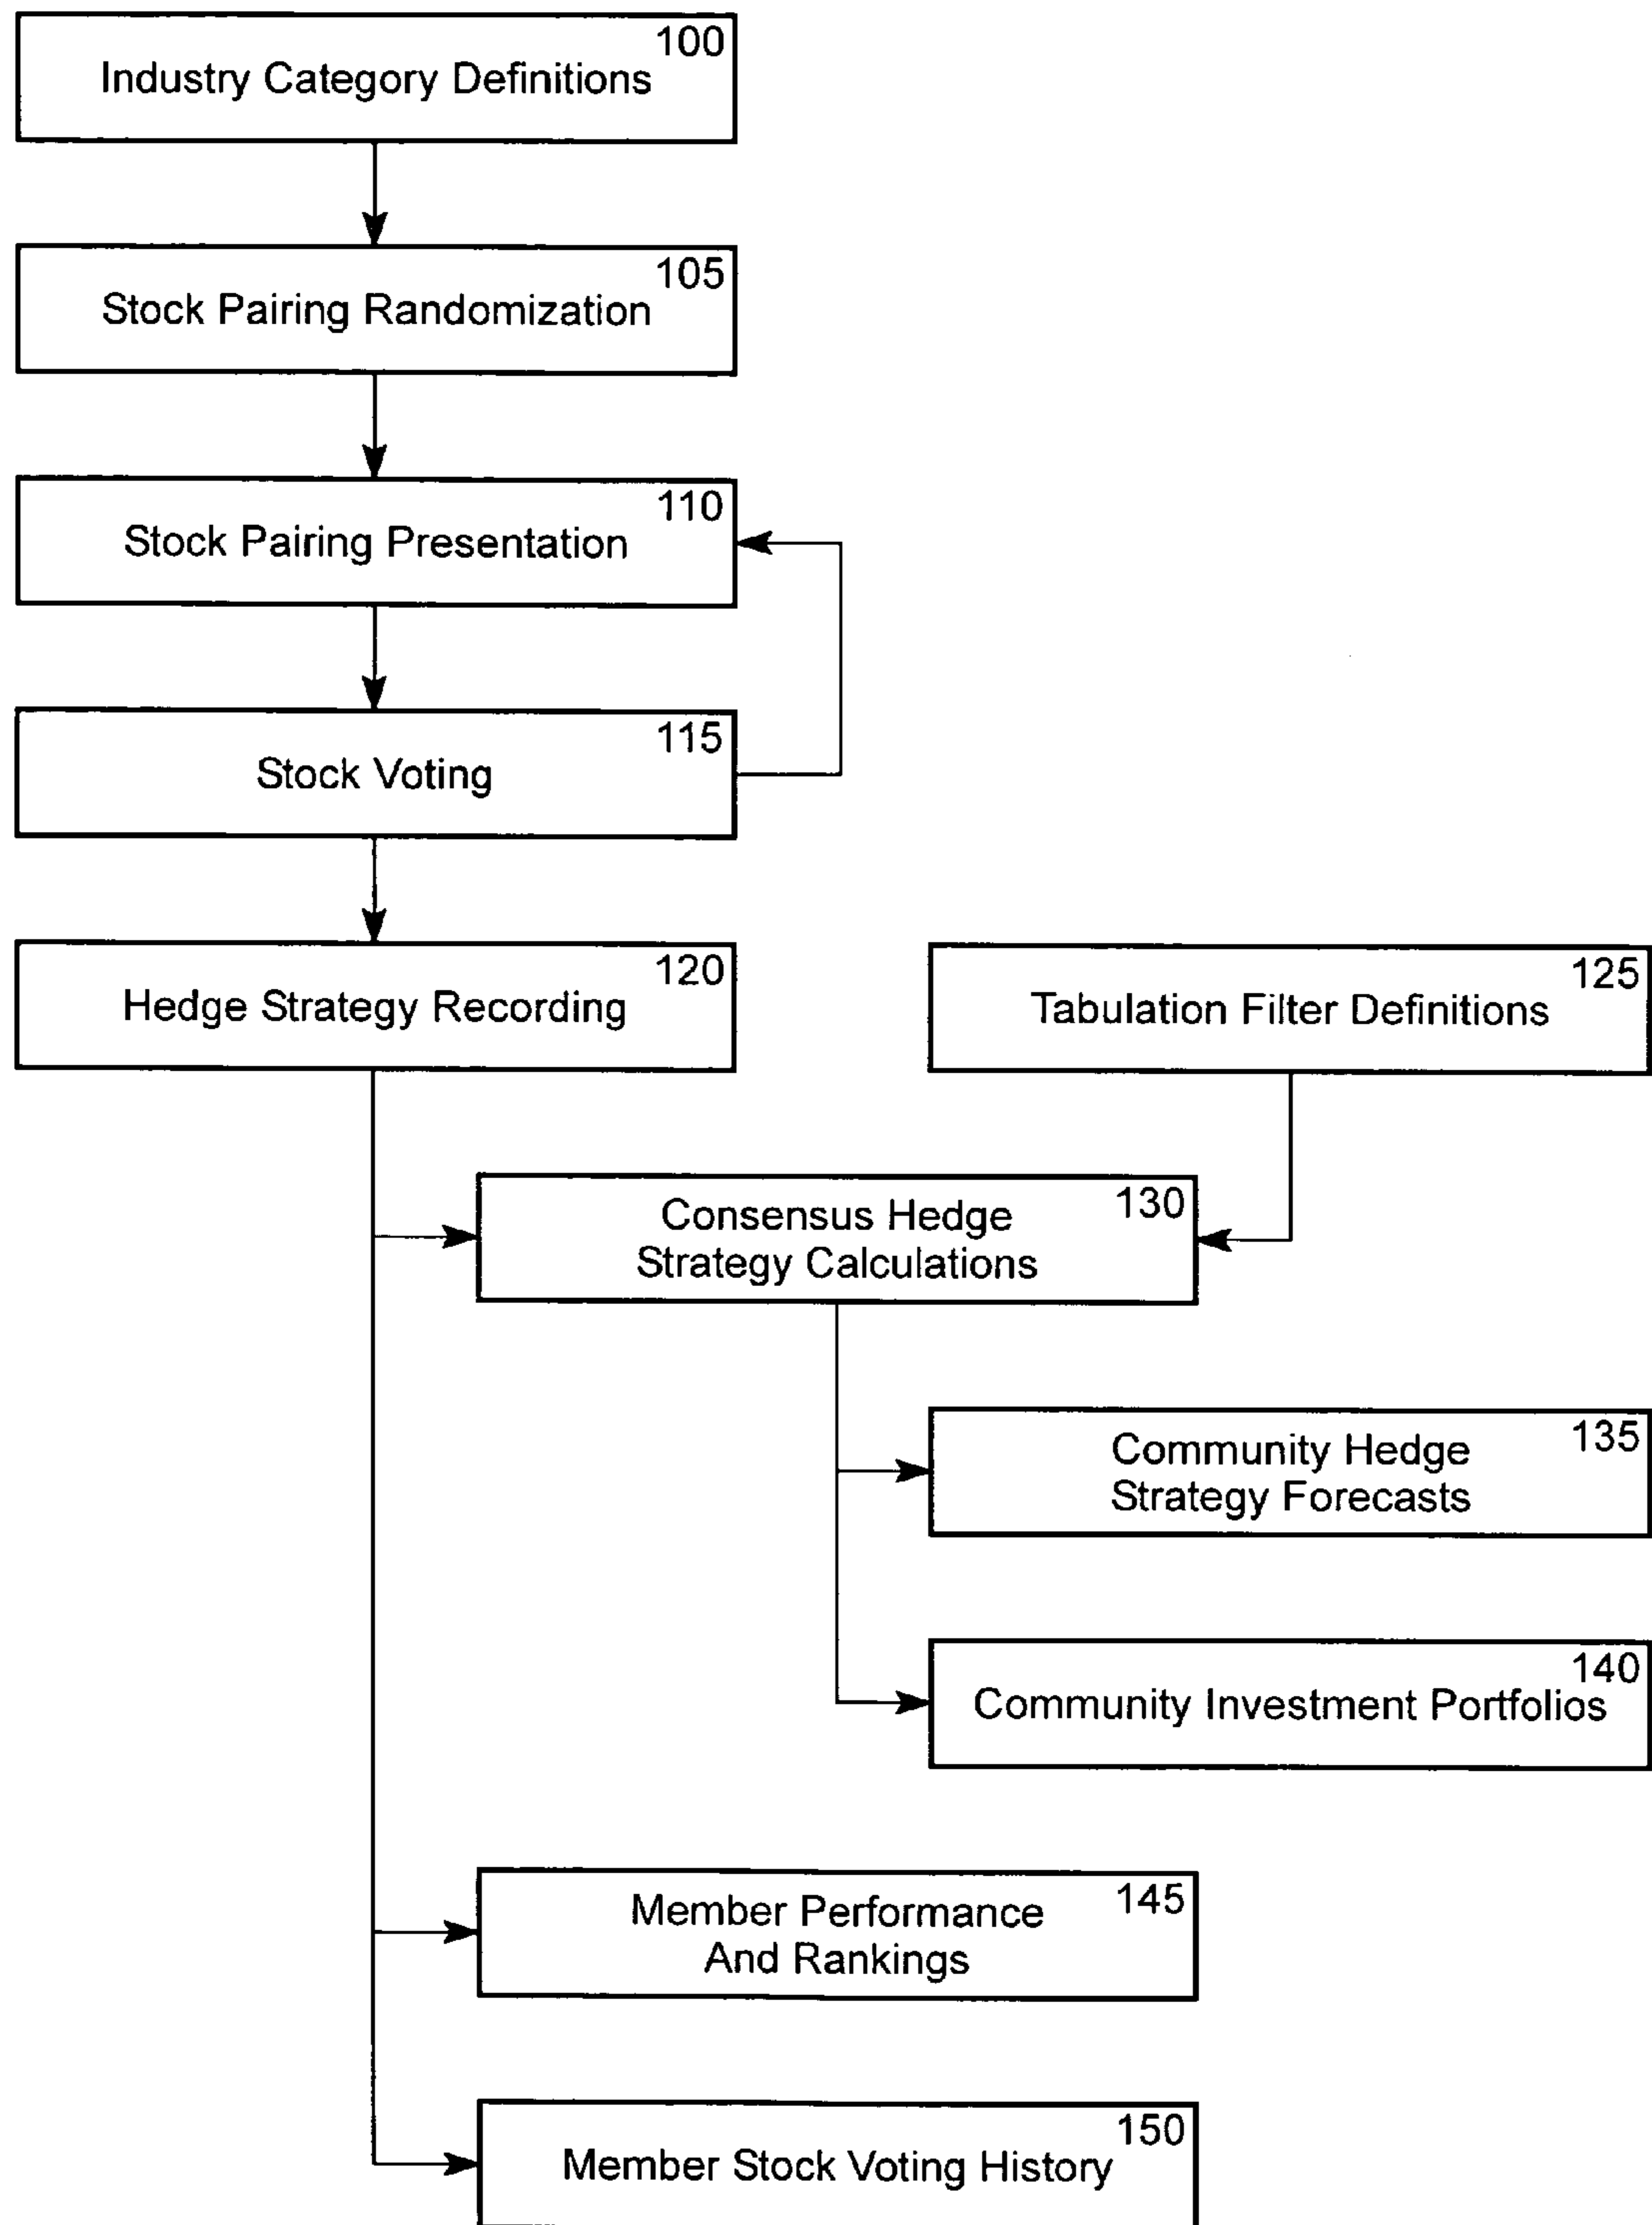 100
Industry Category Definitions
105
Stock Pairing Randomization
110
Stock Pairing Presentation
115
Stock Voting
120
Hedge Strategy Recording
125
Tabulation Filter Definitions
130
Consensus Hedge
Strategy Calculations
135
Community Hedge
Strategy Forecasts
140
Community Investment Portfolios
145
Member Performance
And Rankings
150
Member Stock Voting History